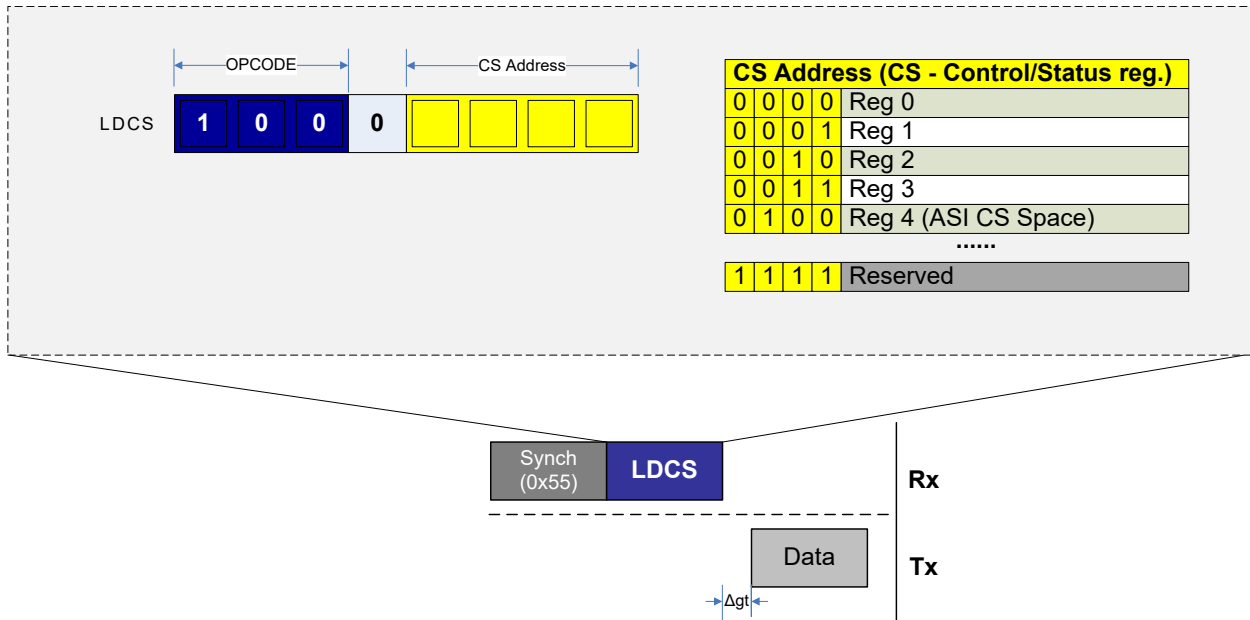 OPCODE
CS Address
LDCS
1 0 0 0
CS Address (CS - Control/Status reg.)
0 0 0 0 Reg 0
0 0 0 1 Reg 1
0 0 1 0 Reg 2
0 0 1 1 Reg 3
0 1 0 0 Reg 4 (ASI CS Space)
......
1 1 1 1 Reserved
Synch
(0x55)
LDCS
Rx
Data
Tx
Δgt